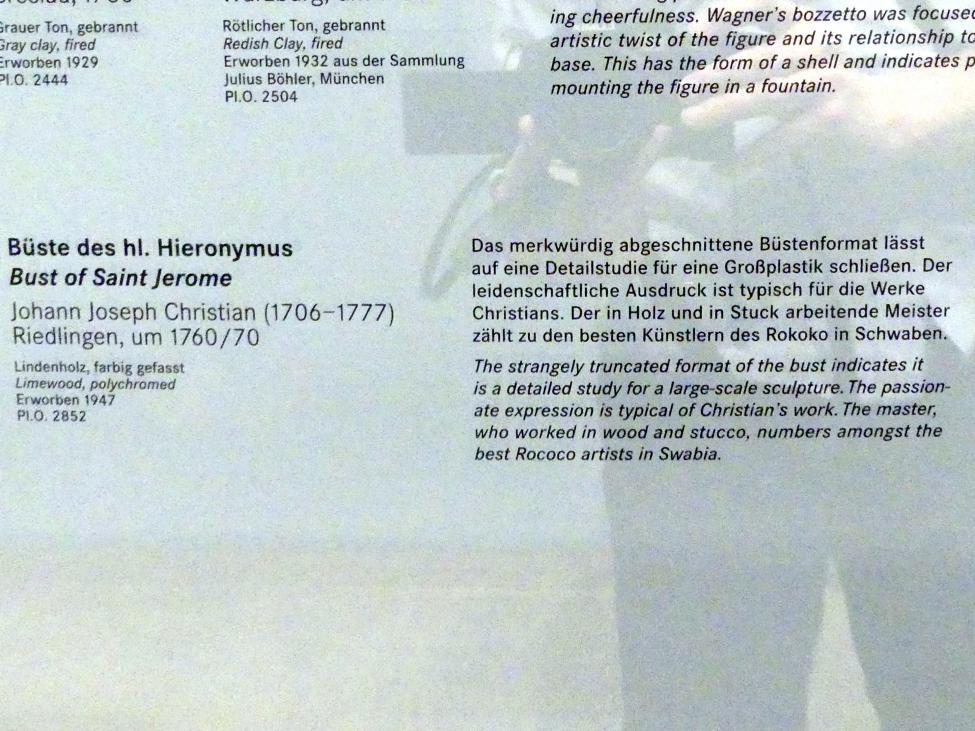 Grauer Ton, gebrannt
Gray clay, fired
Erworben 1929
Pl.O. 2444
Rötlicher Ton, gebrannt
Redish Clay, fired
Erworben 1932 aus der Sammlung
Julius Böhler, München
Pl.O. 2504
ing cheerfulness. Wagner's bozzetto was focused
artistic twist of the figure and its relationship to
base. This has the form of a shell and indicates
mounting the figure in a fountain.
Büste des hl. Hieronymus
Bust of Saint Jerome
Johann Joseph Christian (1706–1777)
Riedlingen, um 1760/70
Lindenholz, farbig gefasst
Limewood, polychromed
Erworben 1947
Pl.O. 2852
Das merkwürdig abgeschnittene Büstenformat lässt
auf eine Detailstudie für eine Großplastik schließen. Der
leidenschaftliche Ausdruck ist typisch für die Werke
Christians. Der in Holz und in Stuck arbeitende Meister
zählt zu den besten Künstlern des Rokoko in Schwaben.
The strangely truncated format of the bust indicates it
is a detailed study for a large-scale sculpture. The passion-
ate expression is typical of Christian's work. The master,
who worked in wood and stucco, numbers amongst the
best Rococo artists in Swabia.